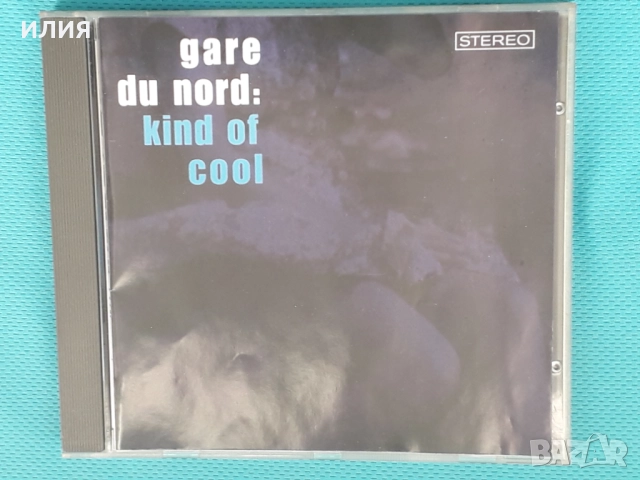 илия
gare
du nord:
kind of
cool
STEREO
BAZAR